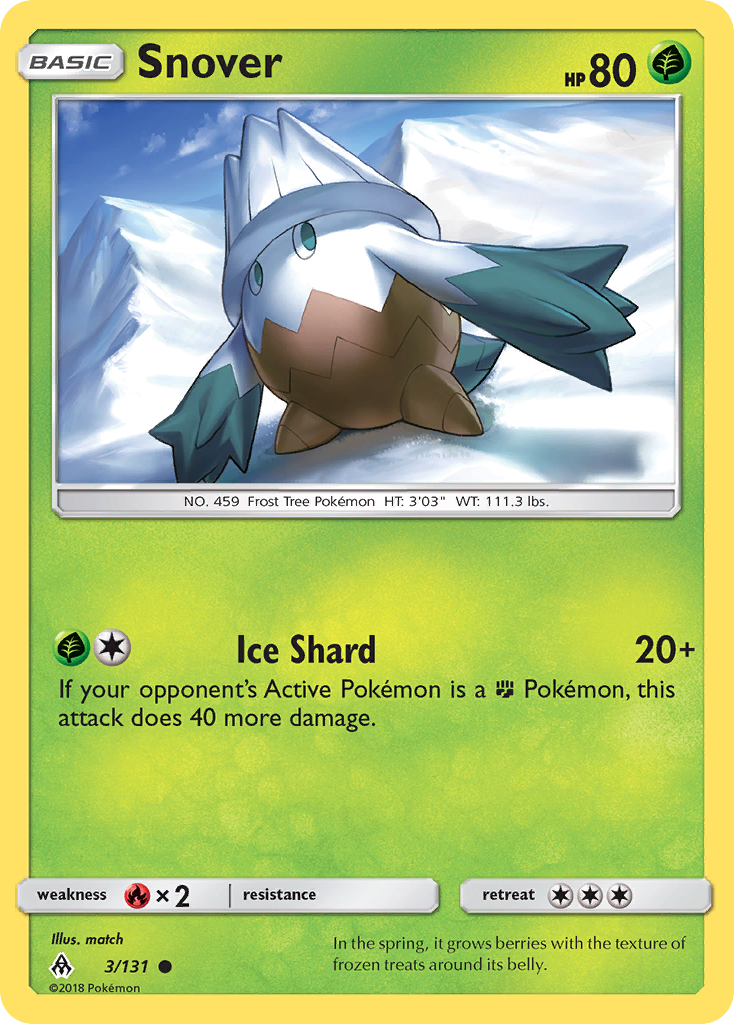 BASIC Snover HP80
NO. 459 Frost Tree Pokémon HT: 3'03" WT: 111.3 lbs.
Ice Shard 20+
If your opponent's Active Pokémon is a Pokémon, this
attack does 40 more damage.
weakness × 2 resistance retreat
Illus. match
3/131
©2018 Pokémon
In the spring, it grows berries with the texture of
frozen treats around its belly.